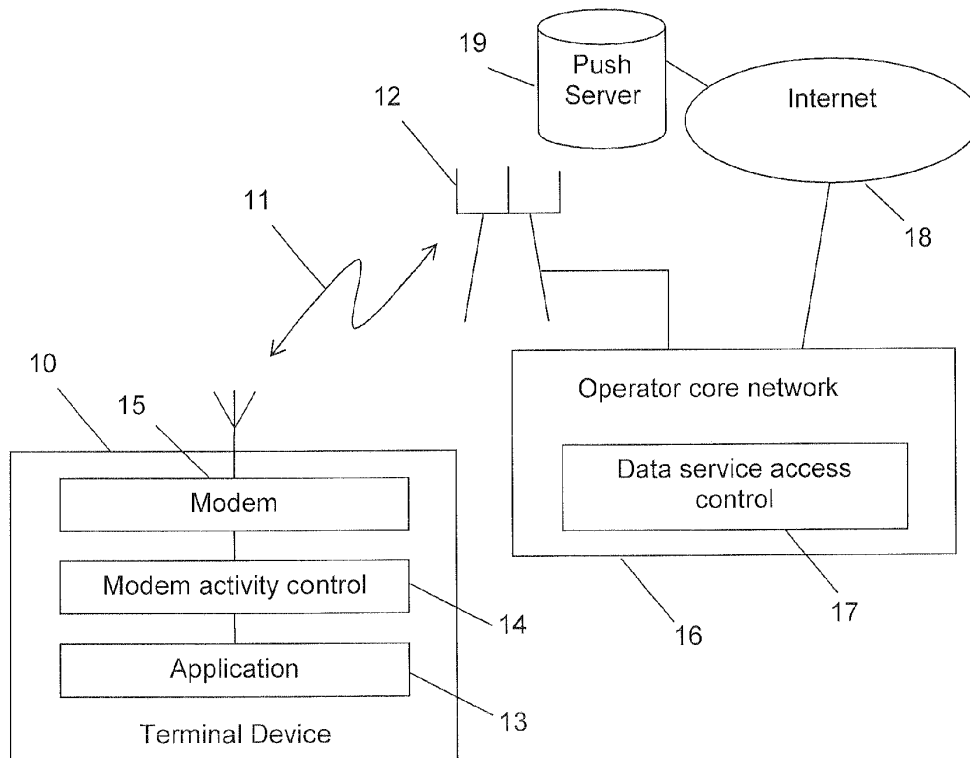 19
Push
Server
Internet
12
11
18
10
15
Operator core network
Data service access
control
Modem
Modem activity control
14
16
17
Application
13
Terminal Device